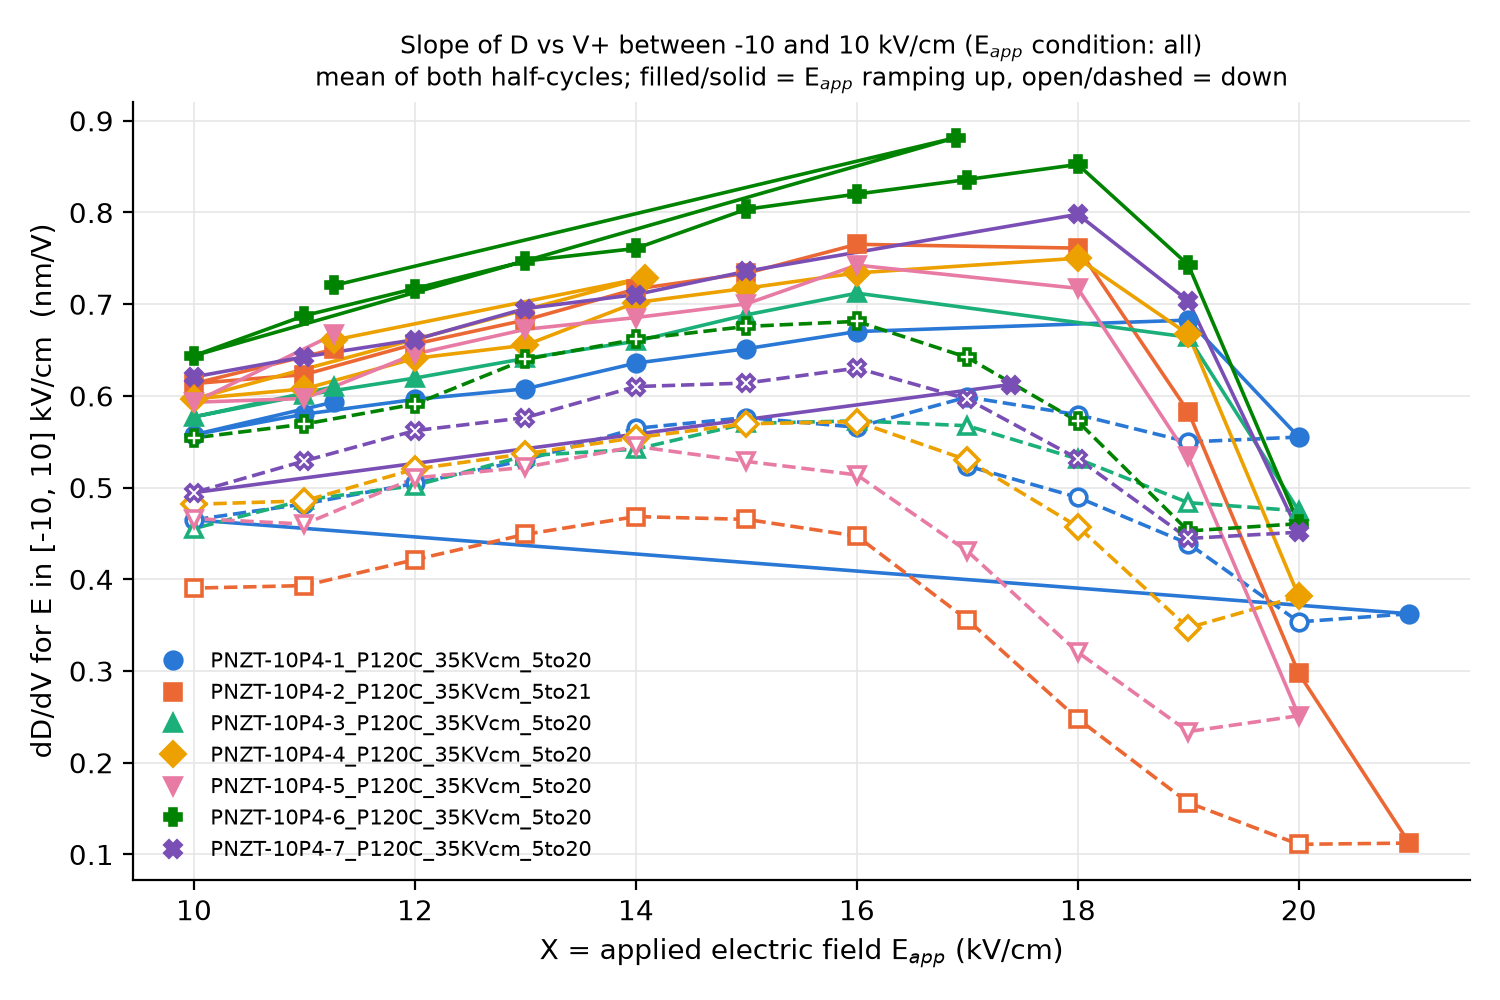 Slope of D vs V+ between -10 and 10 kV/cm (E_app condition: all)
mean of both half-cycles; filled/solid = E_app ramping up, open/dashed = down
dD/dV for E in [-10, 10] kV/cm (nm/V)
0.9
0.8
0.7
0.6
0.5
0.4
0.3
0.2
0.1
PNZT-10P4-1_P120C_35KVcm_5to20
PNZT-10P4-2_P120C_35KVcm_5to21
PNZT-10P4-3_P120C_35KVcm_5to20
PNZT-10P4-4_P120C_35KVcm_5to20
PNZT-10P4-5_P120C_35KVcm_5to20
PNZT-10P4-6_P120C_35KVcm_5to20
PNZT-10P4-7_P120C_35KVcm_5to20
10 12 14 16 18 20
X = applied electric field E_app (kV/cm)